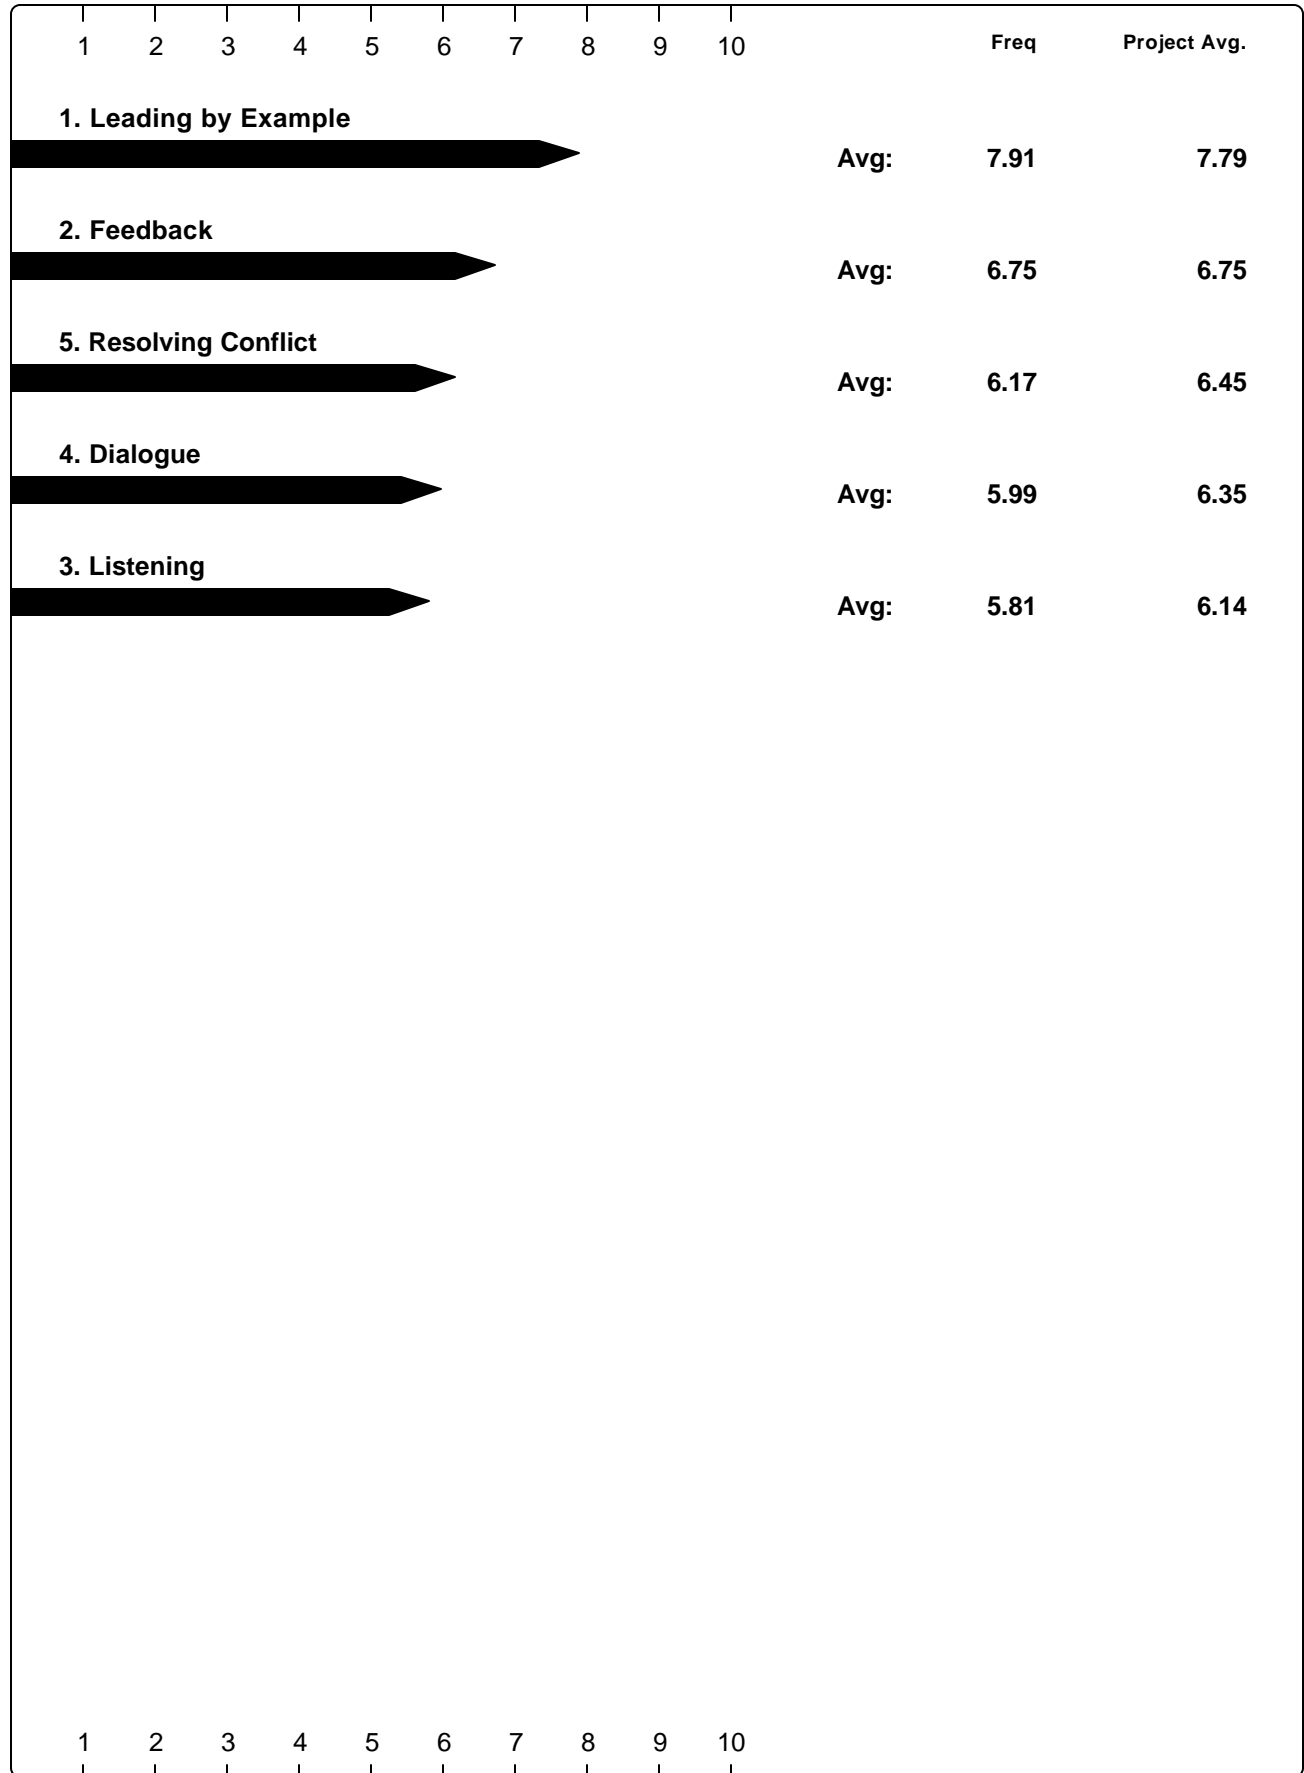 1 2 3 4 5 6 7 8 9 10 Freq Project Avg.
1. Leading by Example
Avg: 7.91 7.79
2. Feedback
Avg: 6.75 6.75
5. Resolving Conflict
Avg: 6.17 6.45
4. Dialogue
Avg: 5.99 6.35
3. Listening
Avg: 5.81 6.14
1 2 3 4 5 6 7 8 9 10